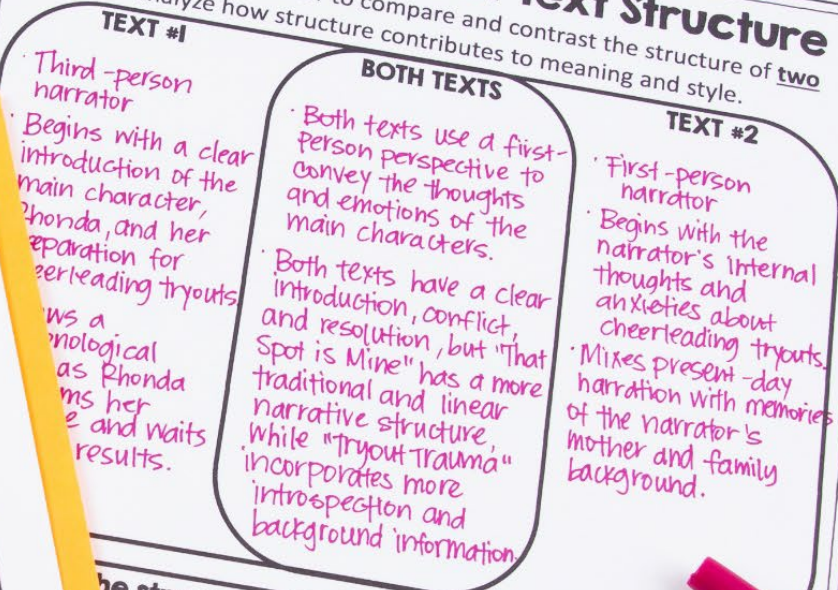 Text Structure
to compare and contrast the structure of two
how structure contributes to meaning and style.
TEXT #1
· Third-person
narrator
· Begins with a clear
introduction of the
main character,
and her
for
tryouts
a
as Rhonda
her
and waits
results.
BOTH TEXTS
· Both texts use a first-
person perspective to
convey the thoughts
and emotions of the
main characters.
· Both texts have a clear
introduction, conflict,
and resolution, but "That
Spot is Mine" has a more
traditional and linear
narrative structure,
while "Tryout Trauma"
incorporates more
introspection and
background information.
TEXT #2
· First-person
narrator
· Begins with the
narrator's internal
thoughts and
anxieties about
cheerleading tryouts.
· Mixes present-day
narration with memories
of the narrator's
mother and family
background.